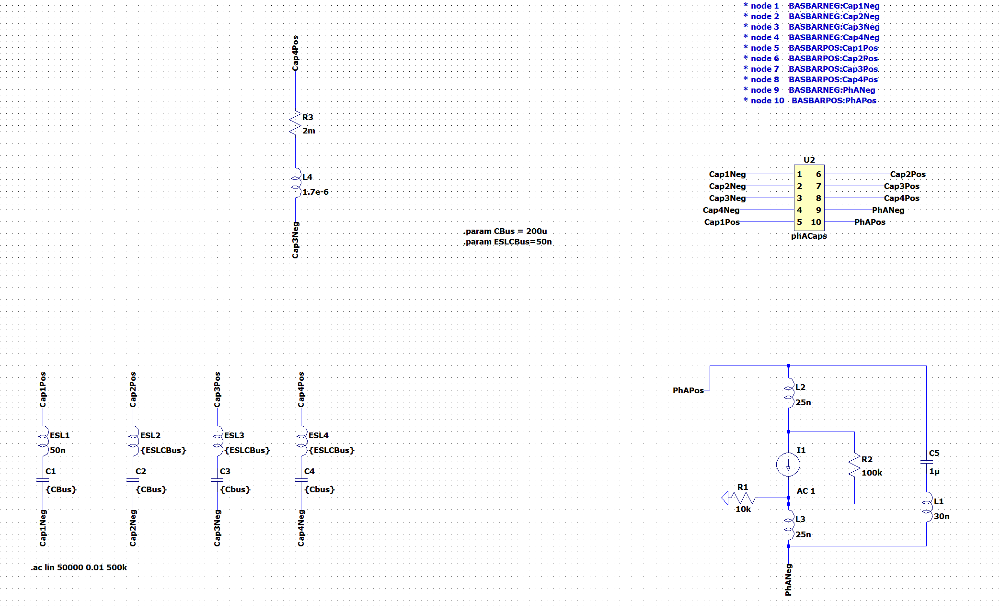 * node 1 BASBARNEG:Cap1Neg
* node 2 BASBARNEG:Cap2Neg
* node 3 BASBARNEG:Cap3Neg
* node 4 BASBARNEG:Cap4Neg
* node 5 BASBARPOS:Cap1Pos
* node 6 BASBARPOS:Cap2Pos
* node 7 BASBARPOS:Cap3Pos
* node 8 BASBARPOS:Cap4Pos
* node 9 BASBARNEG:PhANeg
* node 10 BASBARPOS:PhAPos
Cap4Pos
R3
2m
L4
1.7e-6
Cap3Neg
.param CBus = 200u
.param ESLCBus=50n
U2
Cap1Neg 1 6 Cap2Pos
Cap2Neg 2 7 Cap3Pos
Cap3Neg 3 8 Cap4Pos
Cap4Neg 4 9 PhANeg
Cap1Pos 5 10 PhAPos
phACaps
Cap1Pos
ESL1
50n
C1
{CBus}
Cap1Neg
Cap2Pos
ESL2
{ESLCBus}
C2
{CBus}
Cap2Neg
Cap3Pos
ESL3
{ESLCBus}
C3
{Cbus}
Cap3Neg
Cap4Pos
ESL4
{ESLCBus}
C4
{Cbus}
Cap4Neg
.ac lin 50000 0.01 500k
PhAPos
L2
25n
I1
AC 1
R2
100k
R1
10k
L3
25n
C5
1µ
L1
30n
PhANeg